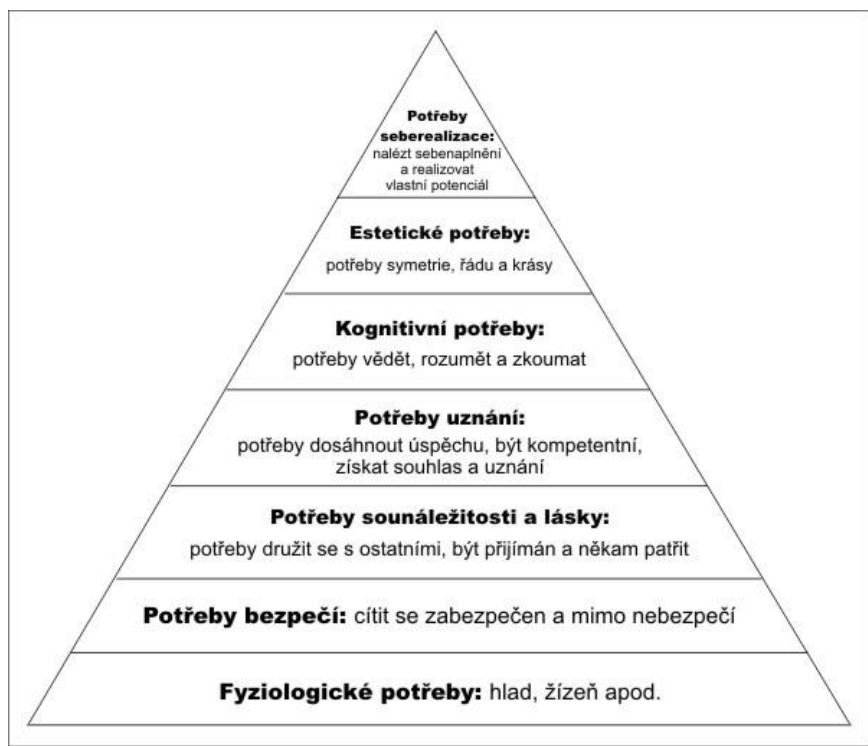 Potřeby
seberealizace:
nalézt sebenaplnění
a realizovat
vlastní potenciál
Estetické potřeby:
potřeby symetrie, řádu a krásy
Kognitivní potřeby:
potřeby vědět, rozumět a zkoumat
Potřeby uznání:
potřeby dosáhnout úspěchu, být kompetentní,
získat souhlas a uznání
Potřeby sounáležitosti a lásky:
potřeby družit se s ostatními, být přijímán a někam patřit
Potřeby bezpečí: cítit se zabezpečen a mimo nebezpečí
Fyziologické potřeby: hlad, žízeň apod.